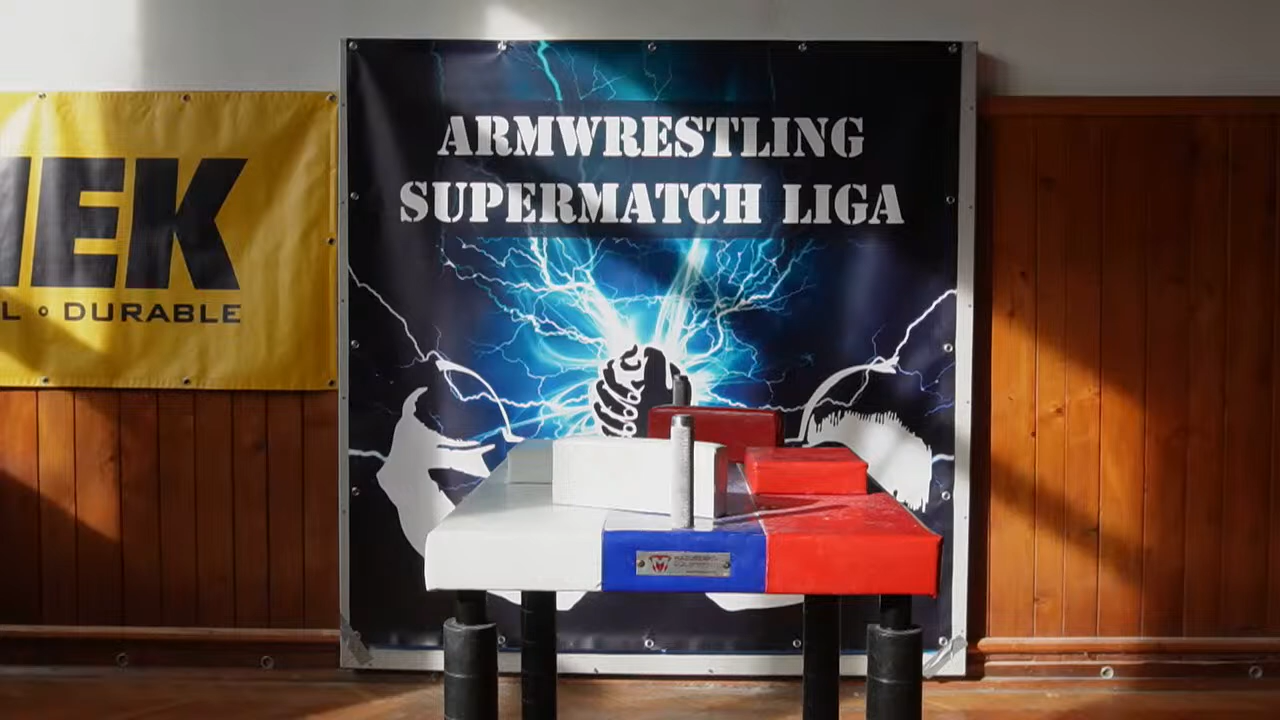 ARMWRESTLING
SUPERMATCH LIGA
EK
L • DURABLE